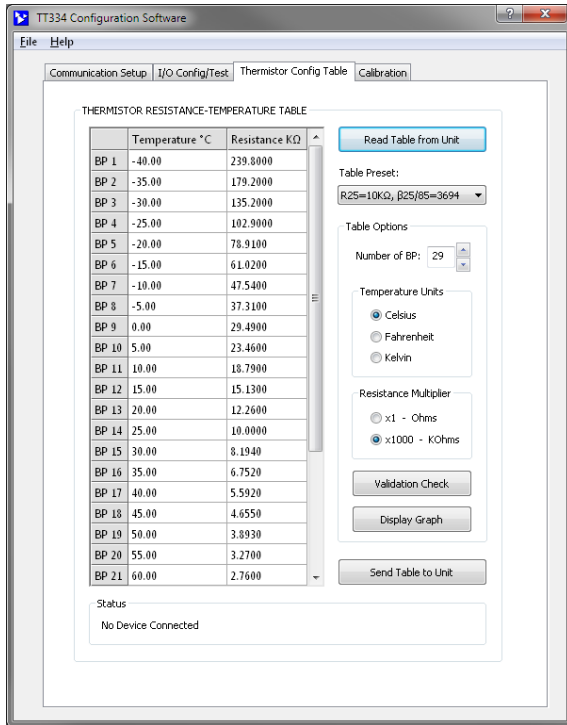 TT334 Configuration Software
File Help
Communication Setup I/O Config/Test Thermistor Config Table Calibration
THERMISTOR RESISTANCE-TEMPERATURE TABLE
Temperature °C Resistance KΩ
BP 1 -40.00 239.8000
BP 2 -35.00 179.2000
BP 3 -30.00 135.2000
BP 4 -25.00 102.9000
BP 5 -20.00 78.9100
BP 6 -15.00 61.0200
BP 7 -10.00 47.5400
BP 8 -5.00 37.3100
BP 9 0.00 29.4900
BP 10 5.00 23.4600
BP 11 10.00 18.7900
BP 12 15.00 15.1300
BP 13 20.00 12.2600
BP 14 25.00 10.0000
BP 15 30.00 8.1940
BP 16 35.00 6.7520
BP 17 40.00 5.5920
BP 18 45.00 4.6550
BP 19 50.00 3.8930
BP 20 55.00 3.2700
BP 21 60.00 2.7600
Read Table from Unit
Table Preset:
R25=10KΩ, β25/85=3694
Table Options
Number of BP: 29
Temperature Units
Celsius
Fahrenheit
Kelvin
Resistance Multiplier
x1 - Ohms
x1000 - KOhms
Validation Check
Display Graph
Send Table to Unit
Status
No Device Connected